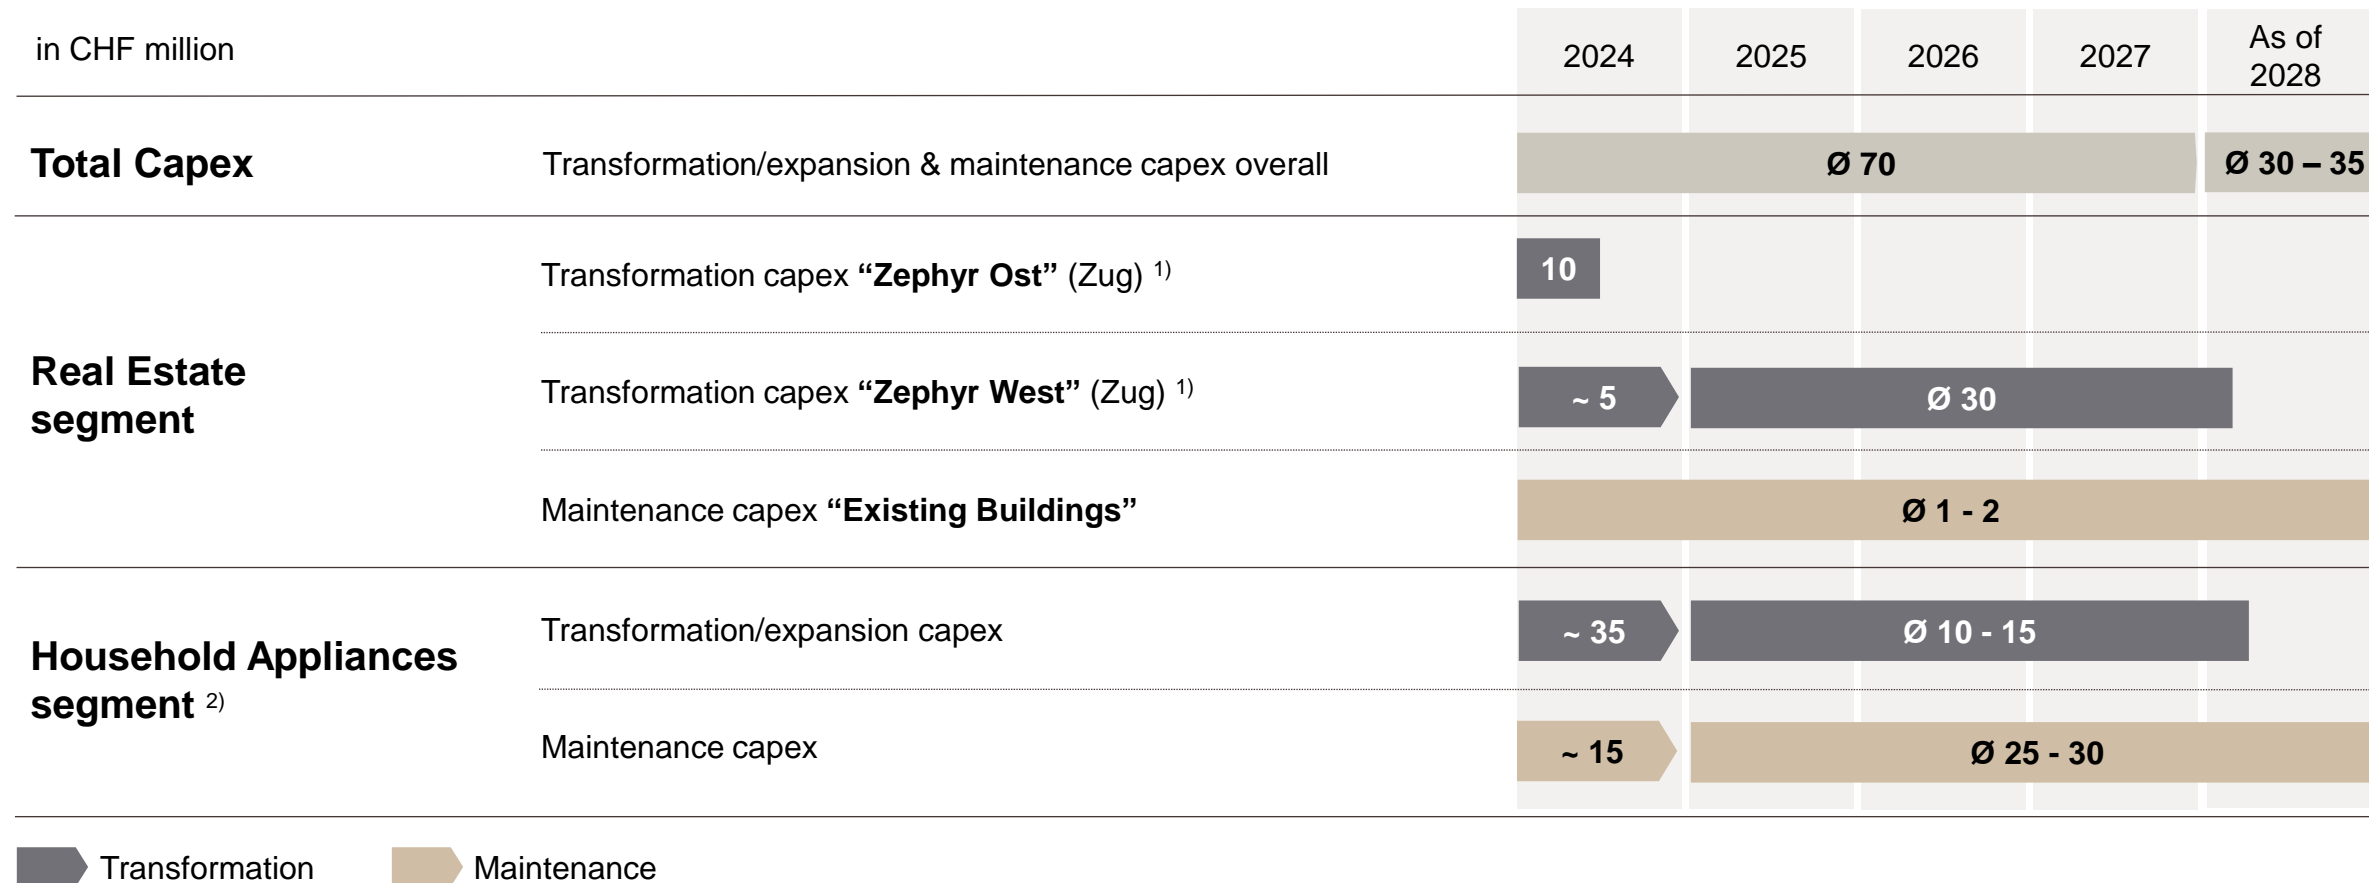 in CHF million
2024 2025 2026 2027 As of
2028
Total Capex Transformation/expansion & maintenance capex overall Ø 70 Ø 30 – 35
Transformation capex “Zephyr Ost” (Zug) 1) 10
Real Estate
segment
Transformation capex “Zephyr West” (Zug) 1) ~ 5 Ø 30
Maintenance capex “Existing Buildings” Ø 1 - 2
Household Appliances
segment 2)
Transformation/expansion capex ~ 35 Ø 10 - 15
Maintenance capex ~ 15 Ø 25 - 30
Transformation Maintenance